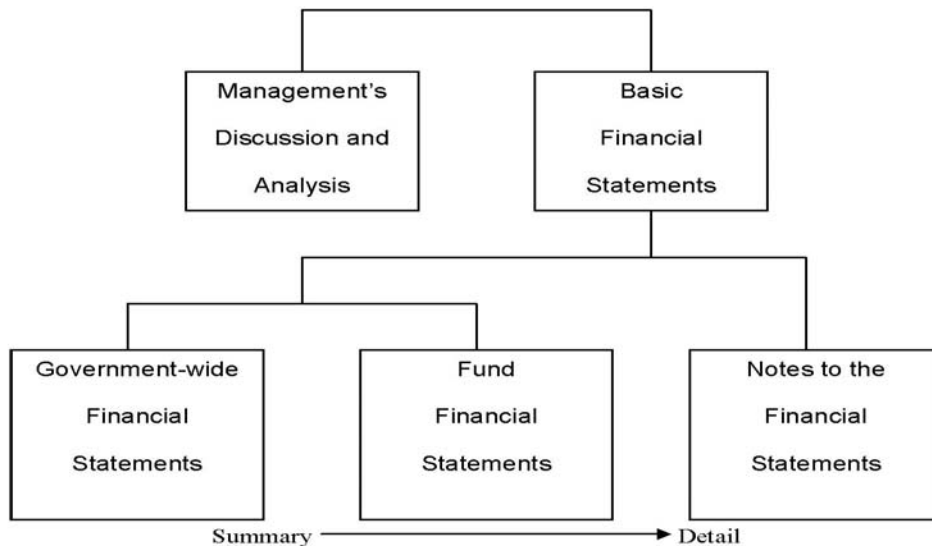 Management’s
Discussion and
Analysis
Basic
Financial
Statements
Government-wide
Financial
Statements
Fund
Financial
Statements
Notes to the
Financial
Statements
Summary
Detail